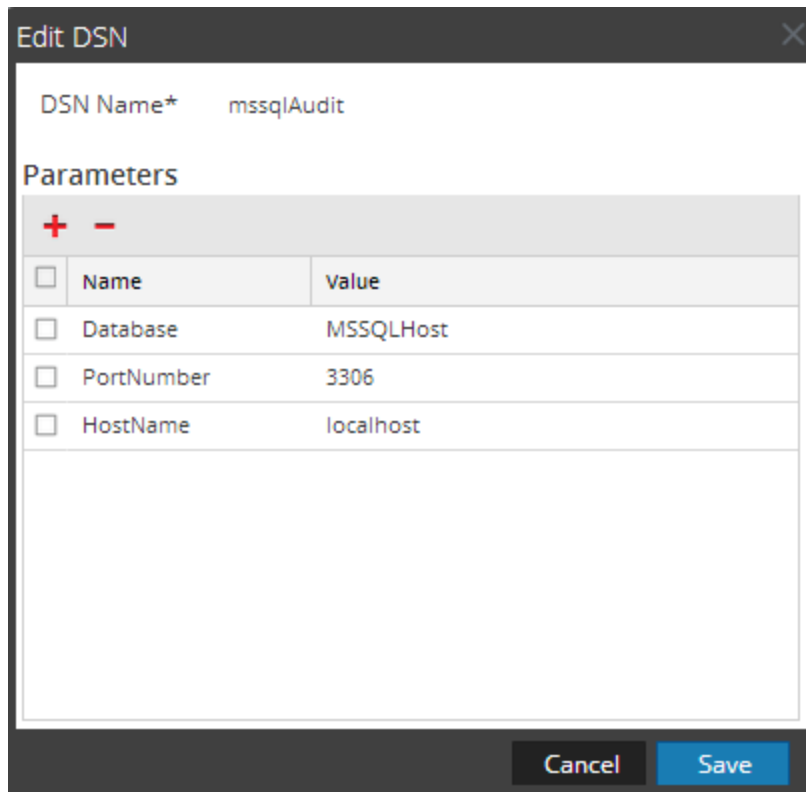 Edit DSN
DSN Name* mssqlAudit
Parameters
Name Value
Database MSSQLHost
PortNumber 3306
HostName localhost
Cancel Save